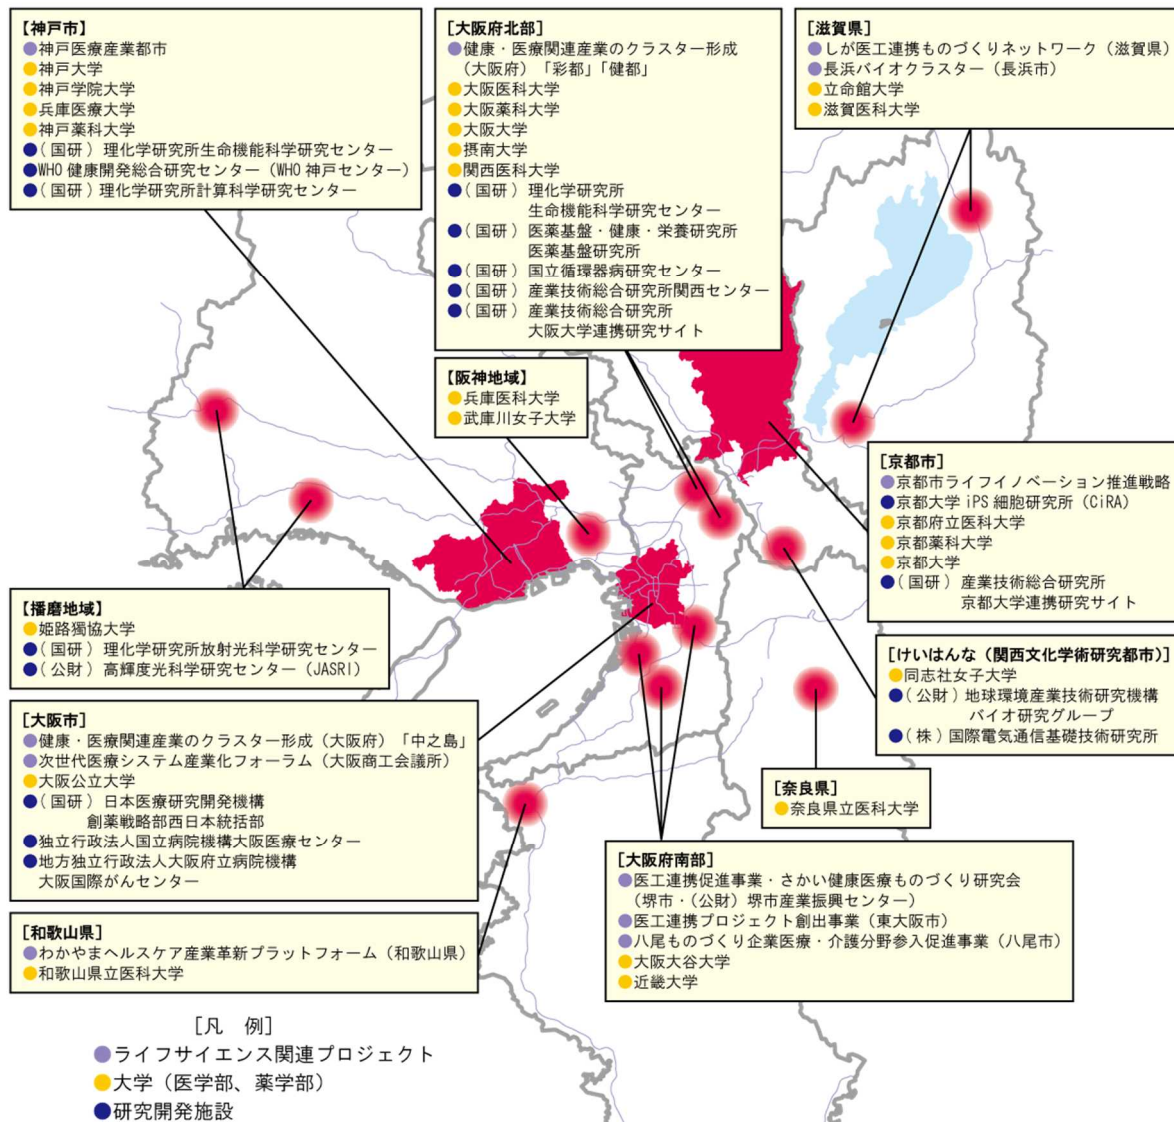 【神戸市】
●神戸医療産業都市
●神戸大学
●神戸学院大学
●兵庫医療大学
●神戸薬科大学
●(国研)理化学研究所生命機能科学研究センター
●WHO 健康開発総合研究センター(WHO 神戸センター)
●(国研)理化学研究所計算科学研究センター
[大阪府北部]
●健康・医療関連産業のクラスター形成
(大阪府)「彩都」「健都」
●大阪医科大学
●大阪薬科大学
●大阪大学
●摂南大学
●関西医科大学
●(国研)理化学研究所
生命機能科学研究センター
●(国研)医薬基盤・健康・栄養研究所
医薬基盤研究所
●(国研)国立循環器病研究センター
●(国研)産業技術総合研究所関西センター
●(国研)産業技術総合研究所
大阪大学連携研究サイト
[滋賀県]
●しが医工連携ものづくりネットワーク(滋賀県)
●長浜バイオクラスター(長浜市)
●立命館大学
●滋賀医科大学
【阪神地域】
●兵庫医科大学
●武庫川女子大学
[京都市]
●京都市ライフイノベーション推進戦略
●京都大学 iPS 細胞研究所(CiRA)
●京都府立医科大学
●京都薬科大学
●京都大学
●(国研)産業技術総合研究所
京都大学連携研究サイト
【播磨地域】
●姫路獨協大学
●(国研)理化学研究所放射光科学研究センター
●(公財)高輝度光科学研究センター(JASRI)
[けいはんな(関西文化学術研究都市)]
●同志社女子大学
●(公財)地球環境産業技術研究機構
バイオ研究グループ
●(株)国際電気通信基礎技術研究所
[大阪市]
●健康・医療関連産業のクラスター形成(大阪府)「中之島」
●次世代医療システム産業化フォーラム(大阪商工会議所)
●大阪公立大学
●(国研)日本医療研究開発機構
創薬戦略部西日本統括部
●独立行政法人国立病院機構大阪医療センター
●地方独立行政法人大阪府立病院機構
大阪国際がんセンター
[奈良県]
●奈良県立医科大学
[大阪府南部]
●医工連携促進事業・さかい健康医療ものづくり研究会
(堺市・(公財)堺市産業振興センター)
●医工連携プロジェクト創出事業(東大阪市)
●八尾ものづくり企業医療・介護分野参入促進事業(八尾市)
●大阪大谷大学
●近畿大学
[和歌山県]
●わかやまヘルスケア産業革新プラットフォーム(和歌山県)
●和歌山県立医科大学
[凡 例]
●ライフサイエンス関連プロジェクト
●大学(医学部、薬学部)
●研究開発施設